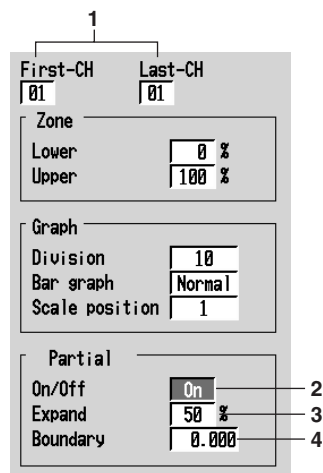 1
First-CH Last-CH
01 01
Zone
Lower 0 %
Upper 100 %
Graph
Division 10
Bar graph Normal
Scale position 1
Partial
On/Off On 2
Expand 50 % 3
Boundary 0.000 4